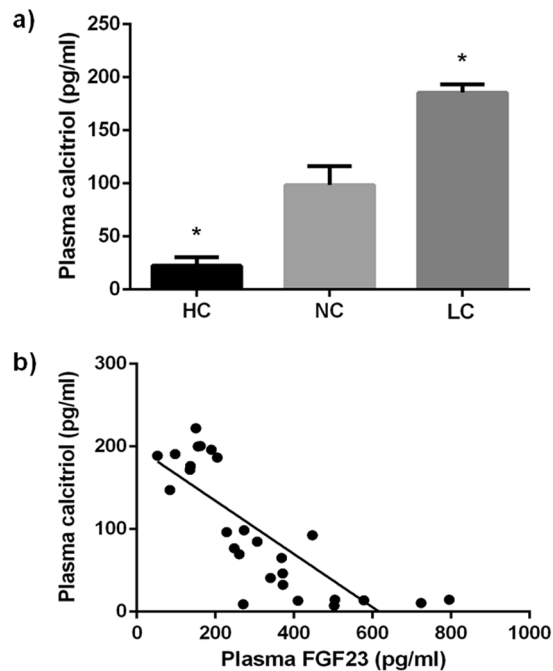 a)
Plasma calcitriol (pg/ml)
250
200
150
100
50
0
*
*
HC NC LC
b)
Plasma calcitriol (pg/ml)
300
200
100
0
0 200 400 600 800 1000
Plasma FGF23 (pg/ml)